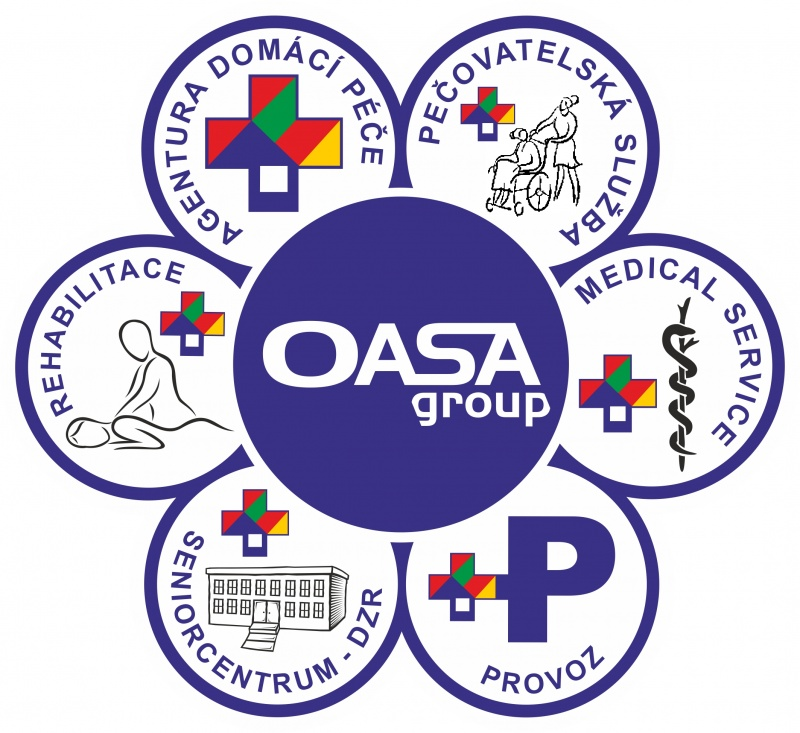 AGENTURA DOMÁCÍ PÉČE
PEČOVATELSKÁ SLUŽBA
REHABILITACE
OASA
group
MEDICAL SERVICE
SENIORCENTRUM - DZR
P
PROVOZ